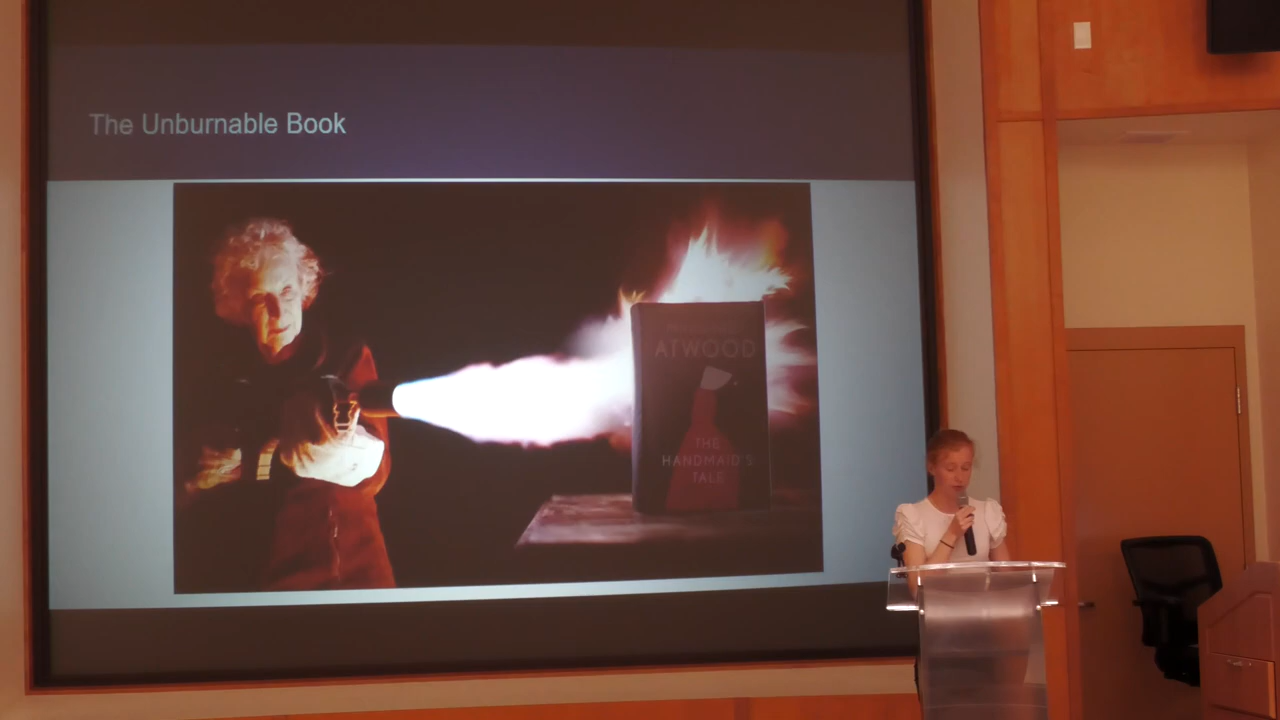 The Unburnable Book
ATWOOD
THE
HANDMAID'S
TALE